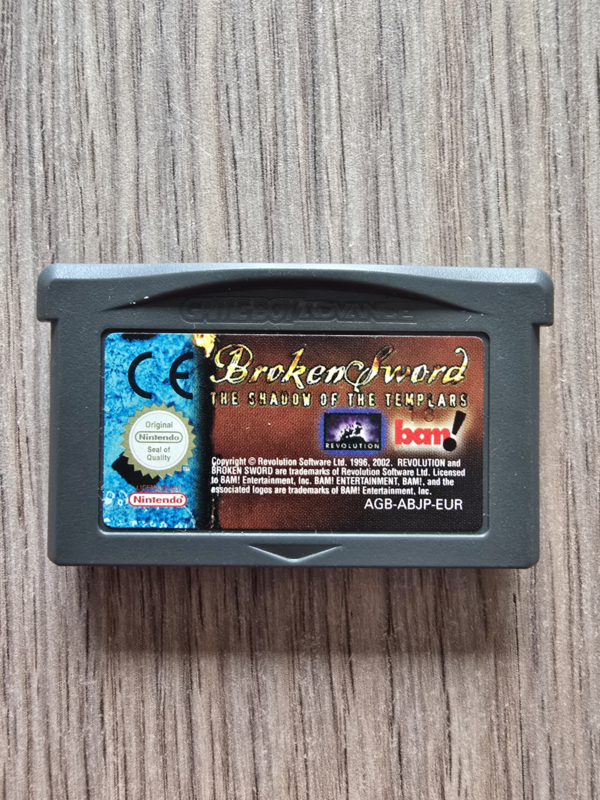 GAME BOY ADVANCE
CE
Broken Sword
THE SHADOW OF THE TEMPLARS
18
REVOLUTION
bam!
Original
Nintendo
Seal of
Quality
Nintendo
Copyright © Revolution Software Ltd. 1996, 2002. REVOLUTION and
BROKEN SWORD are trademarks of Revolution Software Ltd. Licensed
to BAM! Entertainment, Inc. BAM! ENTERTAINMENT, BAM!, and the
associated logos are trademarks of BAM! Entertainment, Inc.
AGB-ABJP-EUR